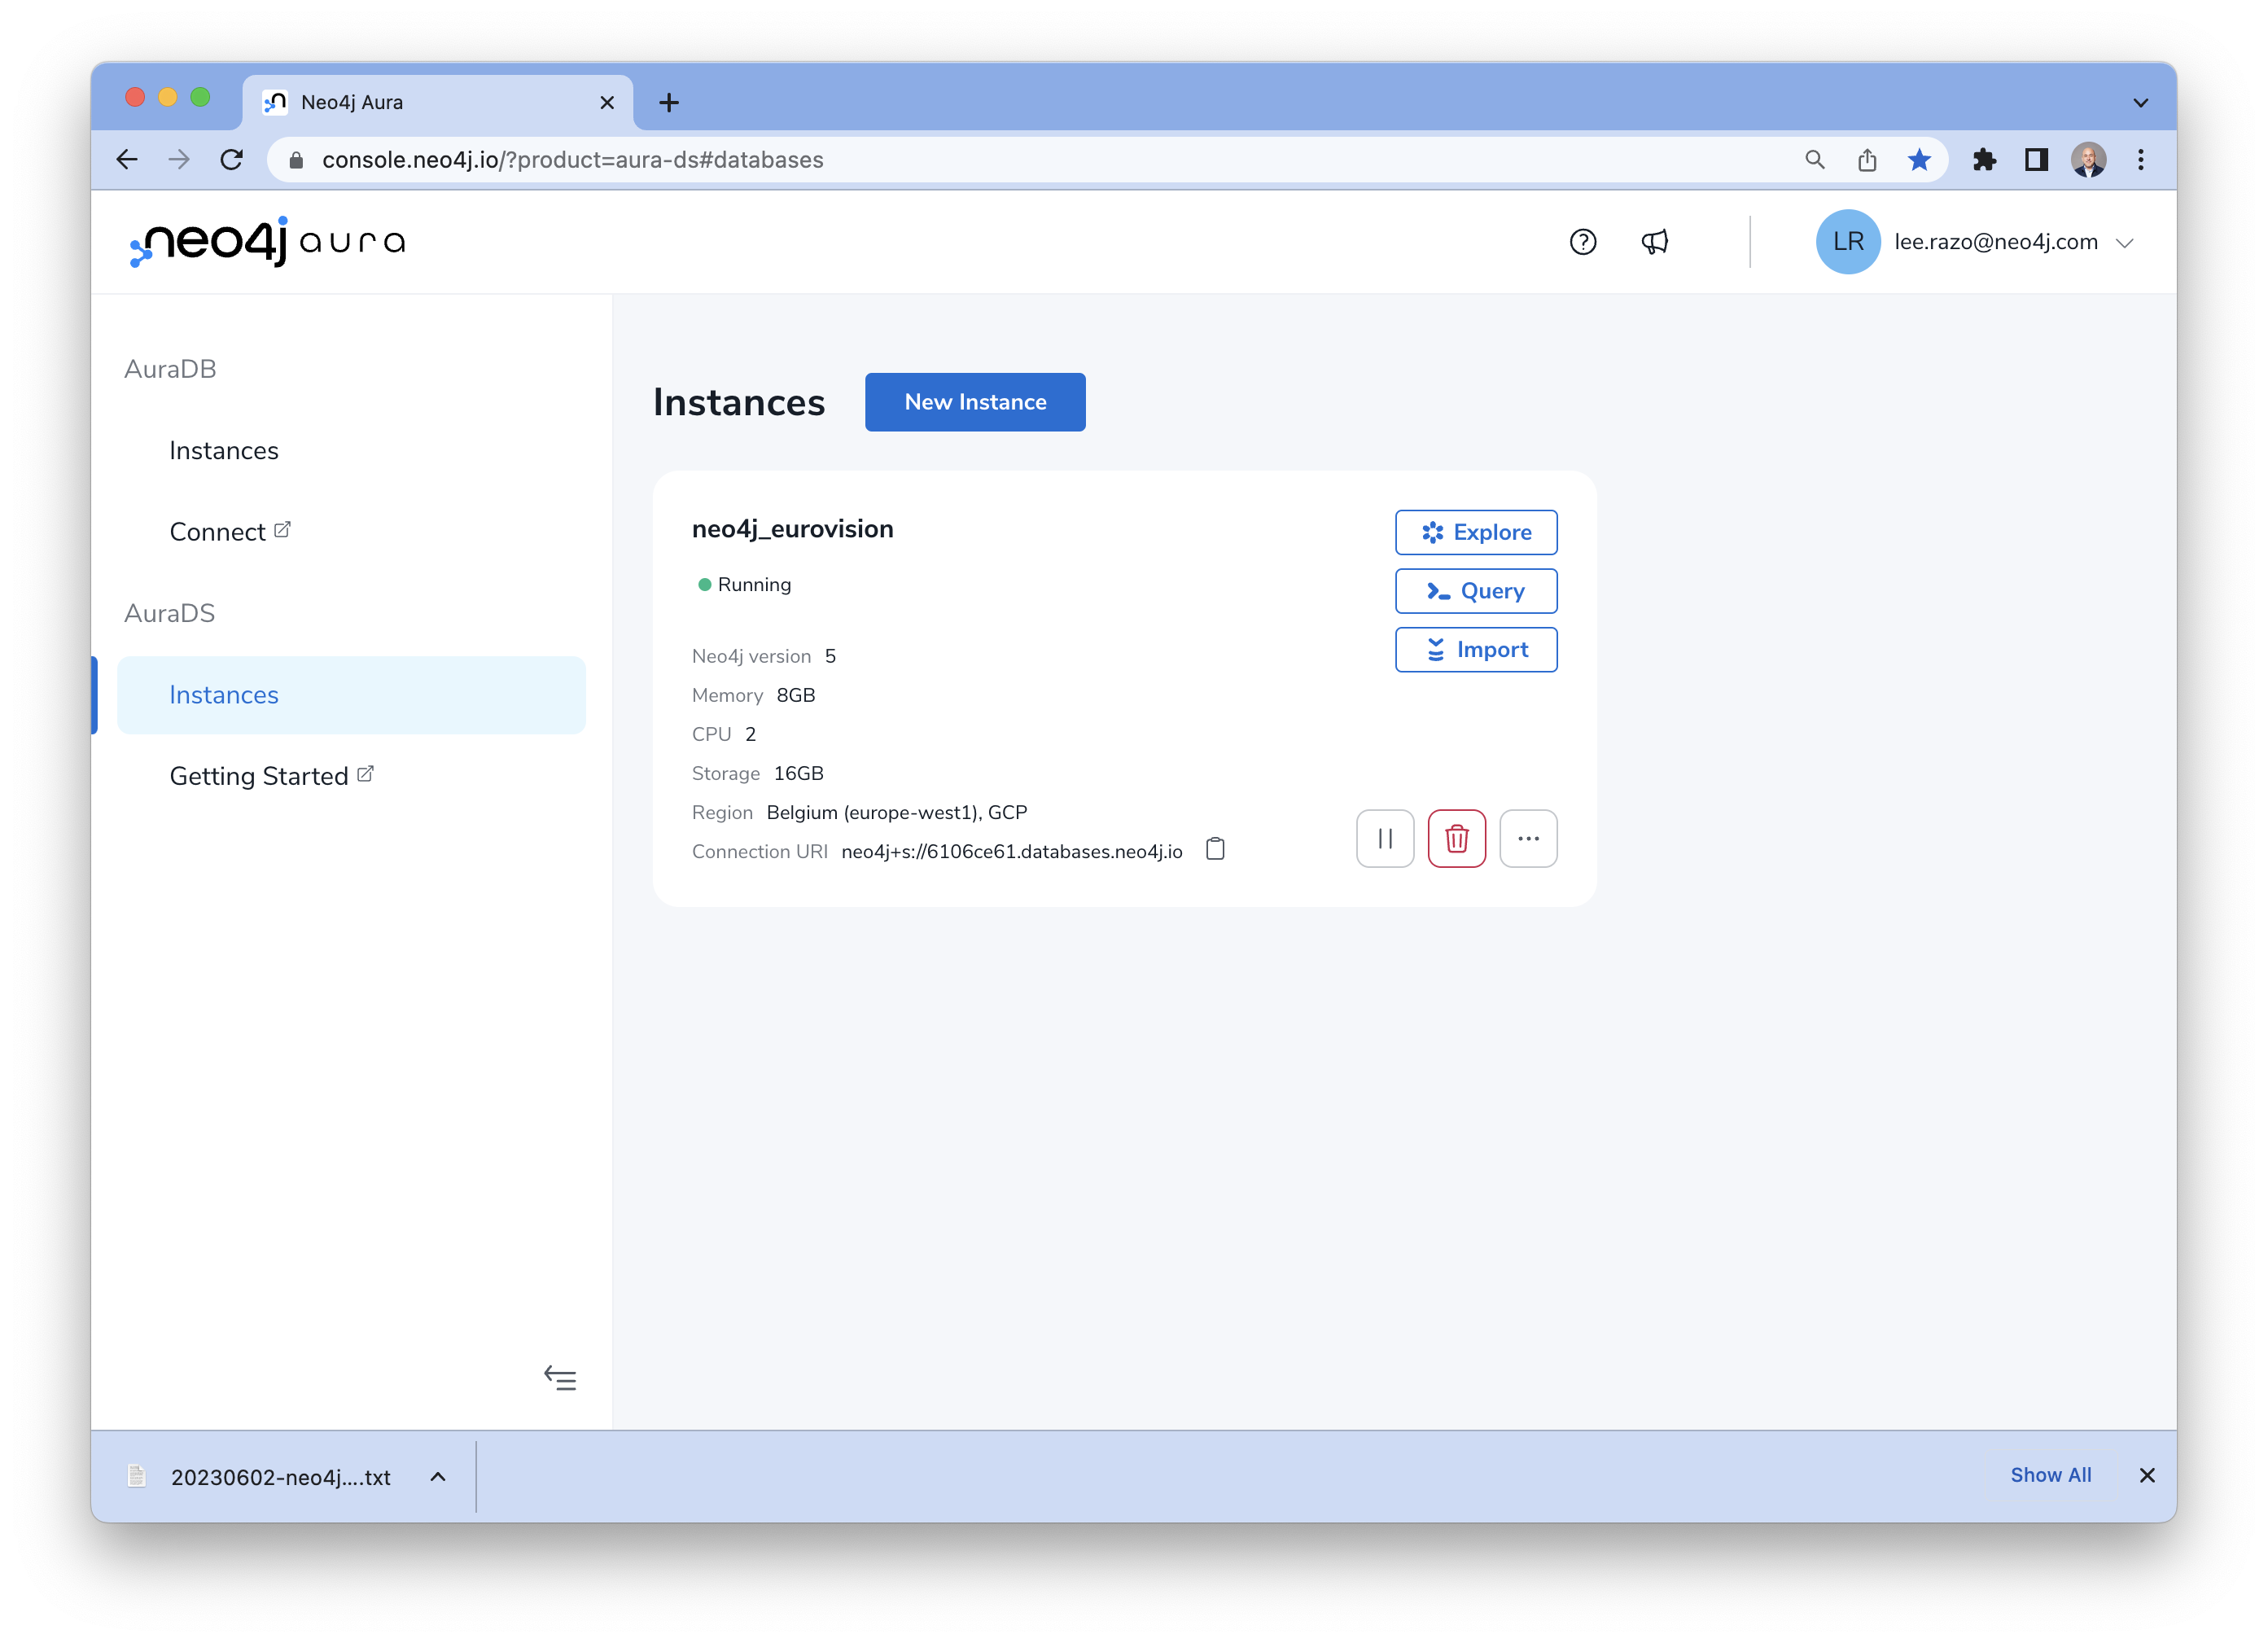 Neo4j Aura
console.neo4j.io/?product=aura-ds#databases
neo4j aura
LR lee.razo@neo4j.com
AuraDB
Instances
Connect
AuraDS
Instances
Getting Started
Instances New Instance
neo4j_eurovision
Running
Neo4j version 5
Memory 8GB
CPU 2
Storage 16GB
Region Belgium (europe-west1), GCP
Connection URI neo4j+s://6106ce61.databases.neo4j.io
Explore
Query
Import
20230602-neo4j....txt
Show All